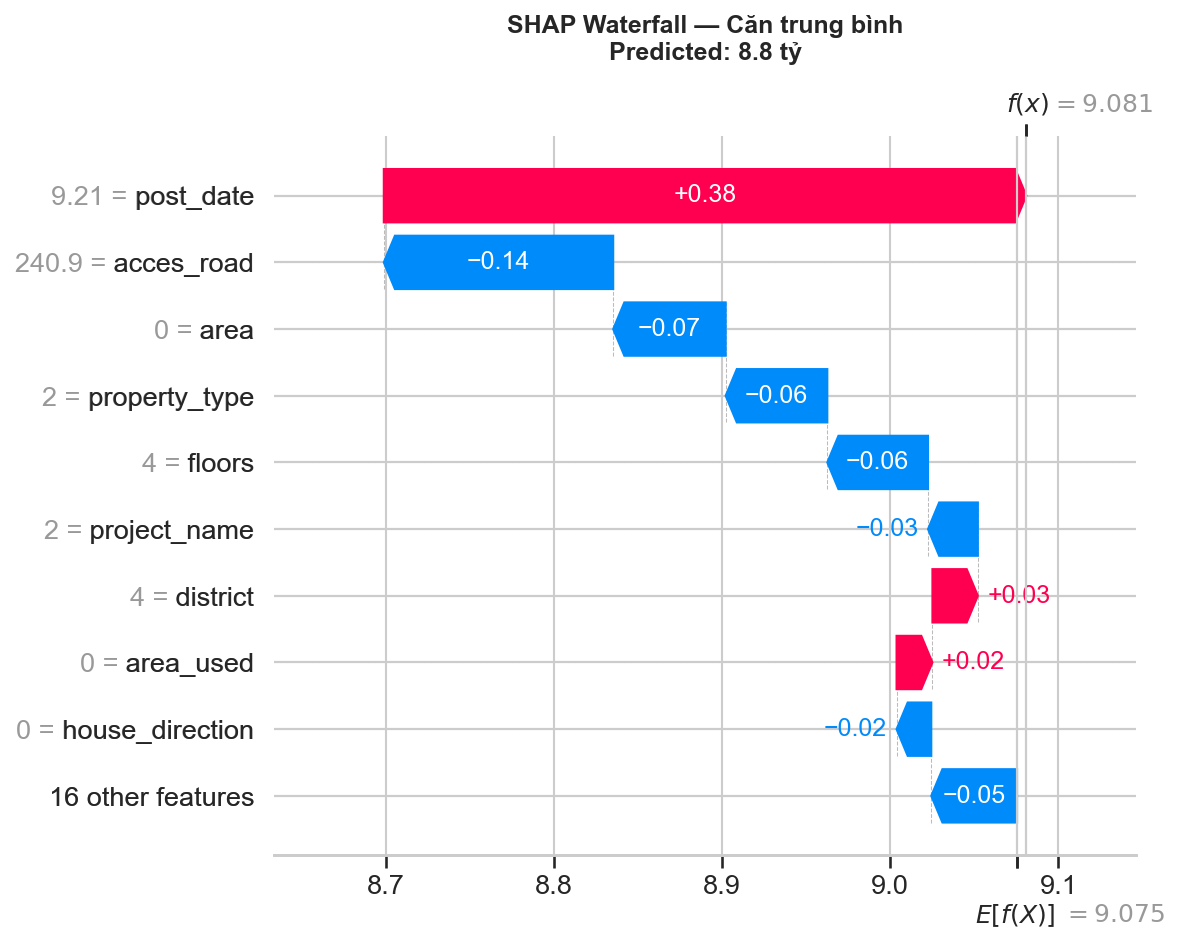 SHAP Waterfall — Căn trung bình
Predicted: 8.8 tỷ
f(x) = 9.081
9.21 = post_date
+0.38
240.9 = acces_road
−0.14
0 = area
−0.07
2 = property_type
−0.06
4 = floors
−0.06
2 = project_name
−0.03
4 = district
+0.03
0 = area_used
+0.02
0 = house_direction
−0.02
16 other features
−0.05
8.7 8.8 8.9 9.0 9.1
E[f(X)] = 9.075